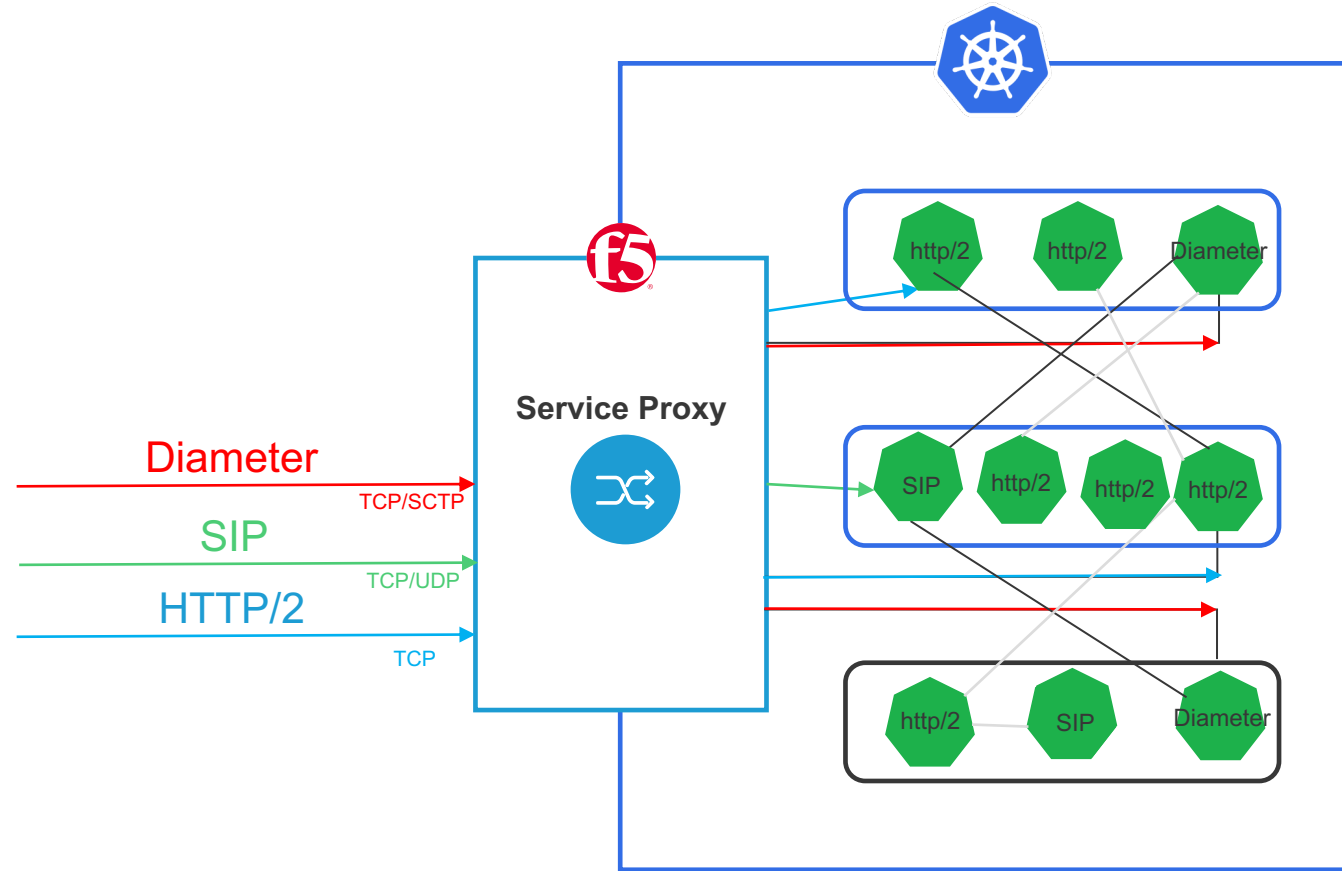 f5
®
http/2
http/2
Diameter
Service Proxy
Diameter
TCP/SCTP
SIP
TCP/UDP
HTTP/2
TCP
SIP
http/2
http/2
http/2
http/2
SIP
Diameter